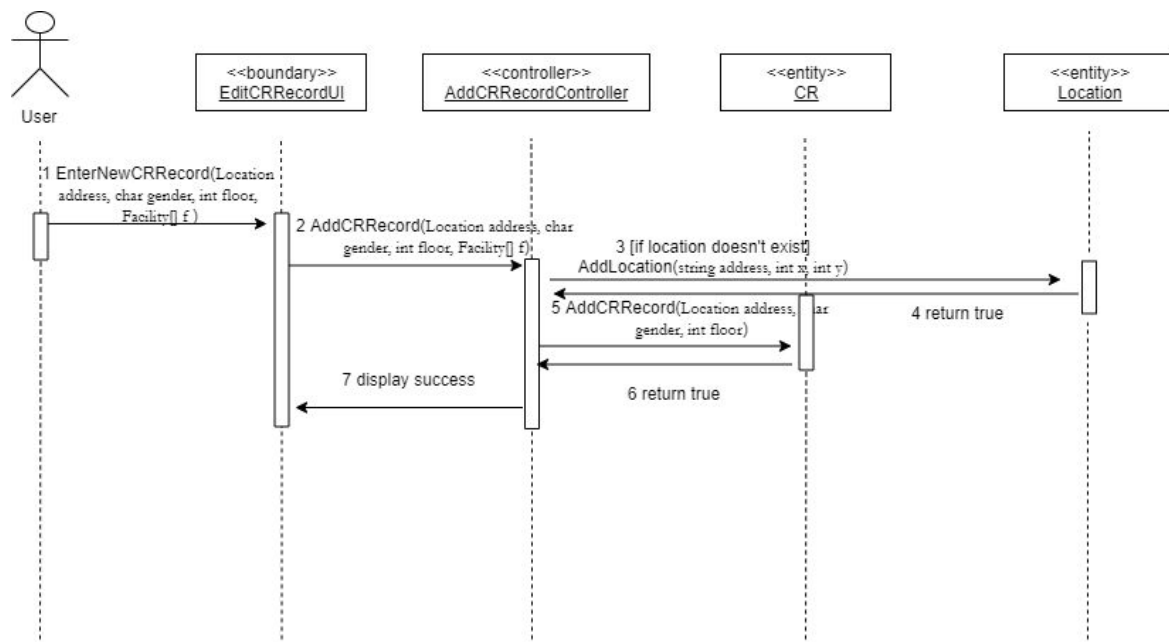 User
<<boundary>>
EditCRRecordUI
<<controller>>
AddCRRecordController
<<entity>>
CR
<<entity>>
Location
1 EnterNewCRRecord(Location
address, char gender, int floor,
Facility[] f )
2 AddCRRecord(Location address, char
gender, int floor, Facility[] f)
3 [if location doesn't exist]
AddLocation(string address, int x, int y)
4 return true
5 AddCRRecord(Location address, char
gender, int floor)
6 return true
7 display success